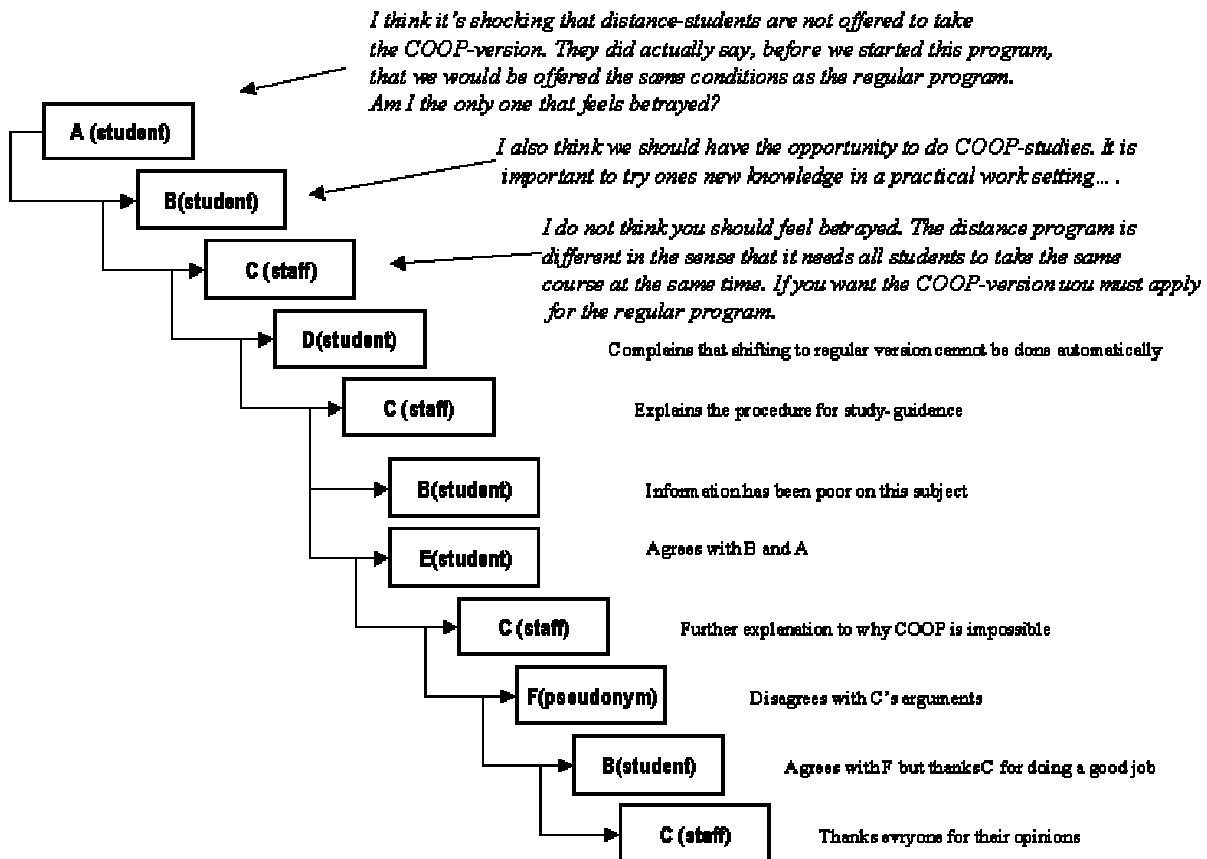 I think it's shocking that distance-students are not offered to take
the COOP-version. They did actually say, before we started this program,
that we would be offered the same conditions as the regular program.
Am I the only one that feels betrayed?
A (student)
I also think we should have the opportunity to do COOP-studies. It is
important to try ones new knowledge in a practical work setting... .
B(student)
I do not think you should feel betrayed. The distance program is
different in the sense that it needs all students to take the same
course at the same time. If you want the COOP-version uou must apply
for the regular program.
C (staff)
D(student)
Complains that shifting to regular version cannot be done automatically
C (staff)
Explains the procedure for study-guidance
B(student)
Information has been poor on this subject
E(student)
Agrees with B and A
C (staff)
Further explanation to why COOP is impossible
F(pseudonym)
Disagrees with C's arguments
B(student)
Agrees with F but thanks C for doing a good job
C (staff)
Thanks evryone for their opinions